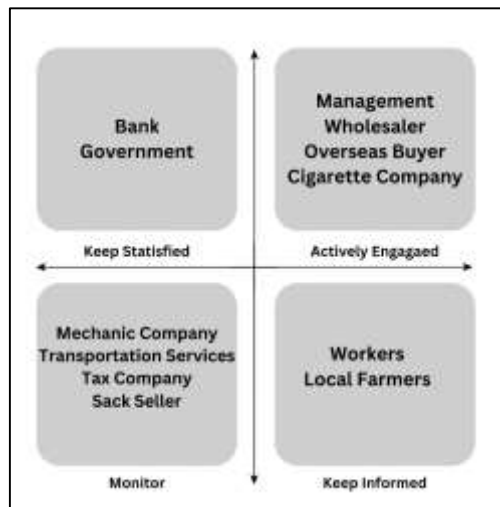 Bank
Government
Management
Wholesaler
Overseas Buyer
Cigarette Company
Keep Statisfied
Actively Engagaed
Mechanic Company
Transportation Services
Tax Company
Sack Seller
Workers
Local Farmers
Monitor
Keep Informed